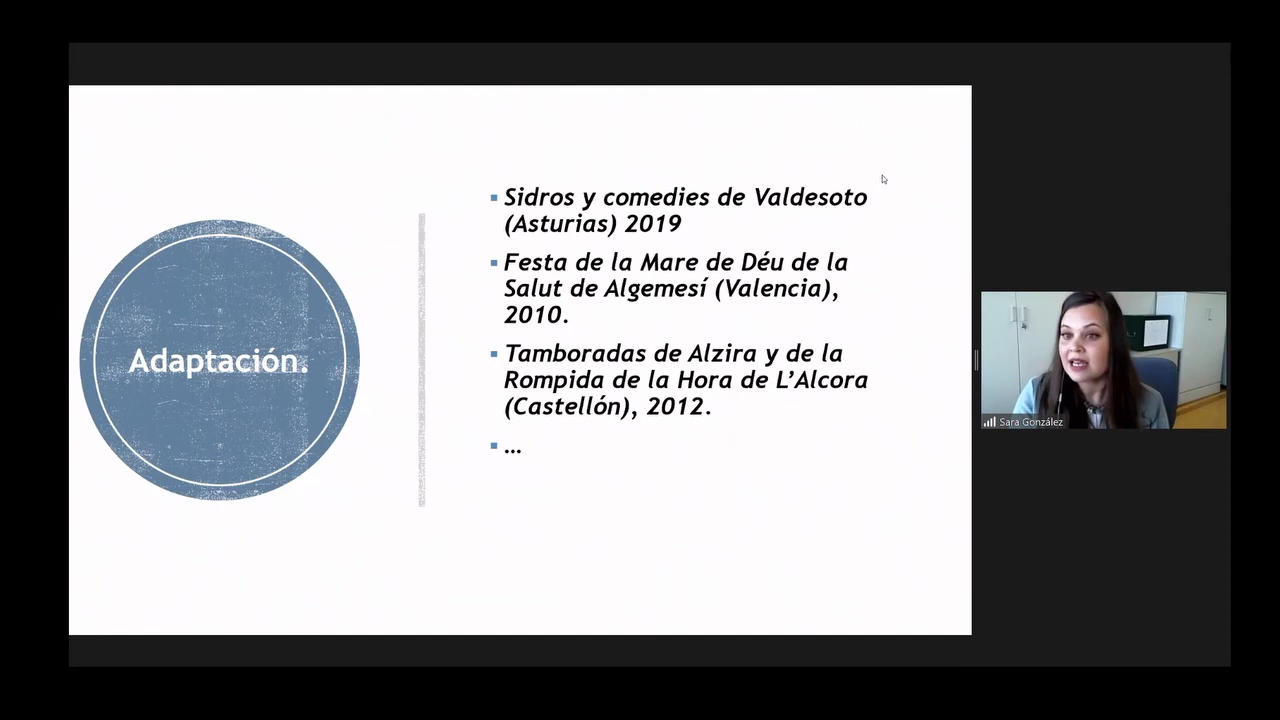 Adaptación.
▪ Sidros y comedies de Valdesoto
(Asturias) 2019
▪ Festa de la Mare de Déu de la
Salut de Algemesí (Valencia),
2010.
▪ Tamboradas de Alzira y de la
Rompida de la Hora de L’Alcora
(Castellón), 2012.
▪ …
Sara González